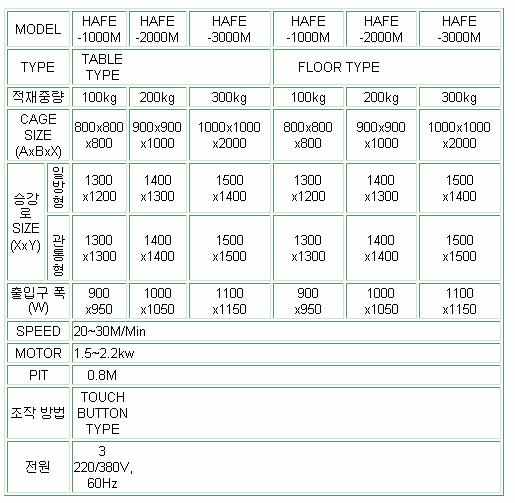 MODEL HAFE -1000M HAFE -2000M HAFE -3000M HAFE -1000M HAFE -2000M HAFE -3000M
TYPE TABLE TYPE FLOOR TYPE
적재중량 100kg 200kg 300kg 100kg 200kg 300kg
CAGE SIZE (AxBxX) 800x800 x800 900x900 x1000 1000x1000 x2000 800x800 x800 900x900 x1000 1000x1000 x2000
승강로 SIZE (XxY) 일방형 1300 x1200 1400 x1300 1500 x1400 1300 x1200 1400 x1300 1500 x1400
관통형 1300 x1300 1400 x1400 1500 x1500 1300 x1300 1400 x1400 1500 x1500
출입구 폭 (W) 900 x950 1000 x1050 1100 x1150 900 x950 1000 x1050 1100 x1150
SPEED 20~30M/Min
MOTOR 1.5~2.2kw
PIT 0.8M
조작 방법 TOUCH BUTTON TYPE
전원 3 220/380V, 60Hz